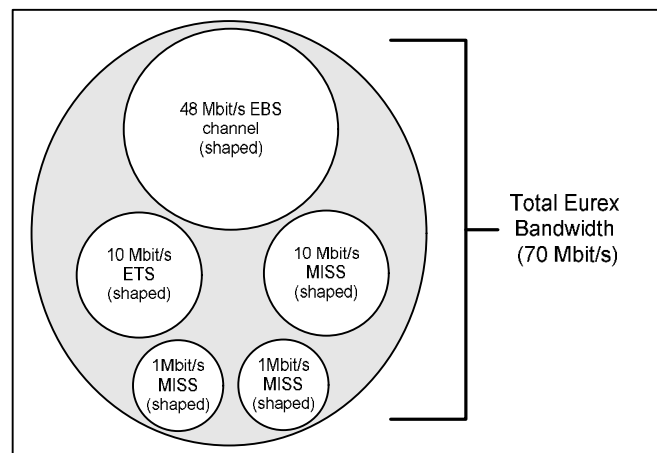 48 Mbit/s EBS
channel
(shaped)
10 Mbit/s
ETS
(shaped)
10 Mbit/s
MISS
(shaped)
1Mbit/s
MISS
(shaped)
1Mbit/s
MISS
(shaped)
Total Eurex
Bandwidth
(70 Mbit/s)